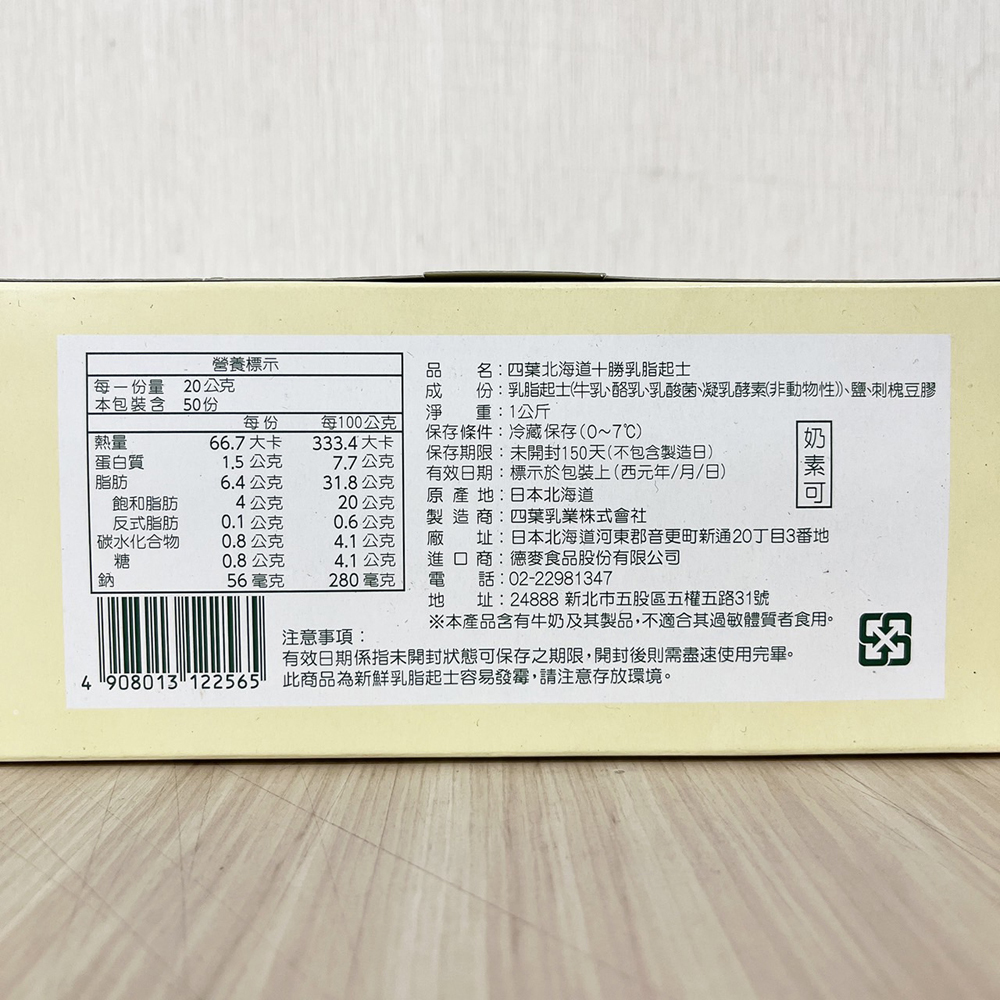 營養標示
每一份量 20公克
本包裝含 50份
每份 每100公克
熱量 66.7 大卡 333.4 大卡
蛋白質 1.5 公克 7.7 公克
脂肪 6.4 公克 31.8 公克
飽和脂肪 4 公克 20 公克
反式脂肪 0.1 公克 0.6 公克
碳水化合物 0.8 公克 4.1 公克
糖 0.8 公克 4.1 公克
鈉 56 毫克 280 毫克
4 908013 122565
品名：四葉北海道十勝乳脂起士
成份：乳脂起士(牛乳、酪乳、乳酸菌、凝乳酵素(非動物性))、鹽、刺槐豆膠
淨重：1公斤
保存條件：冷藏保存(0~7℃)
保存期限：未開封150天(不包含製造日)
有效日期：標示於包裝上(西元年/月/日)
原產地：日本北海道
製造商：四葉乳業株式會社
廠址：日本北海道河東郡音更町新通20丁目3番地
進口商：德麥食品股份有限公司
電話：02-22981347
地址：24888 新北市五股區五權五路31號
※本產品含有牛奶及其製品，不適合其過敏體質者食用。
奶素可
注意事項：
有效日期係指未開封狀態可保存之期限，開封後則需盡速使用完畢。
此商品為新鮮乳脂起士容易發霉，請注意存放環境。